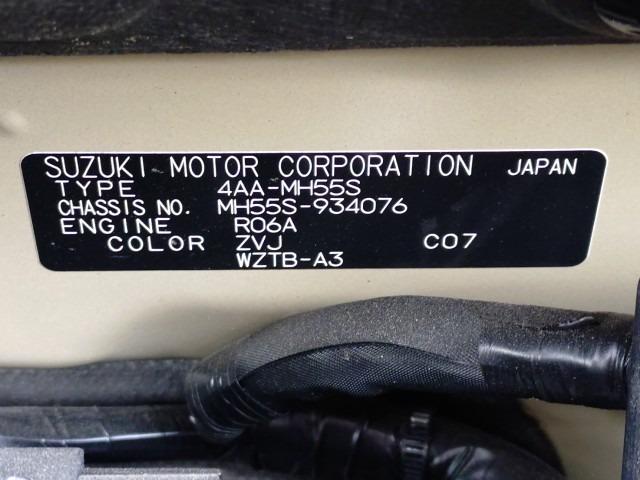 SUZUKI MOTOR CORPORATION JAPAN
TYPE 4AA-MH55S
CHASSIS NO. MH55S-934076
ENGINE R06A
COLOR ZVJ C07
WZTB-A3